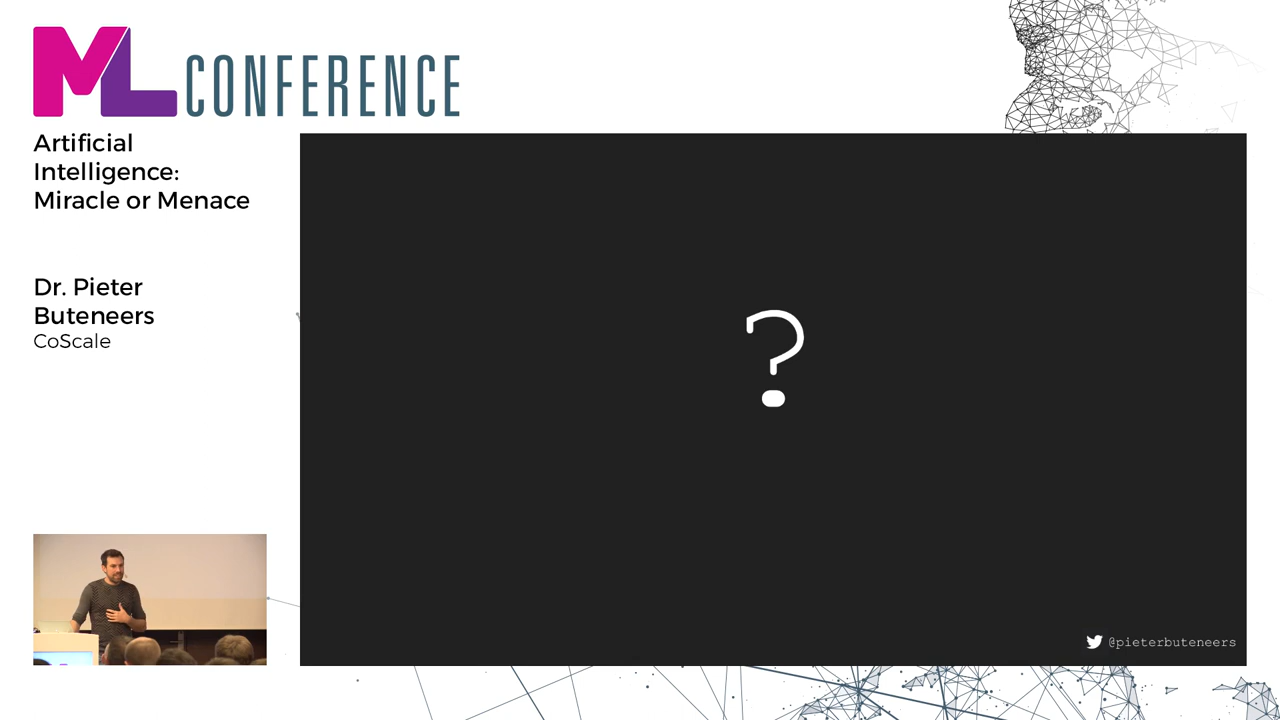 ML CONFERENCE
Artificial
Intelligence:
Miracle or Menace
Dr. Pieter
Buteneers
CoScale
?
@pieterbuteneers